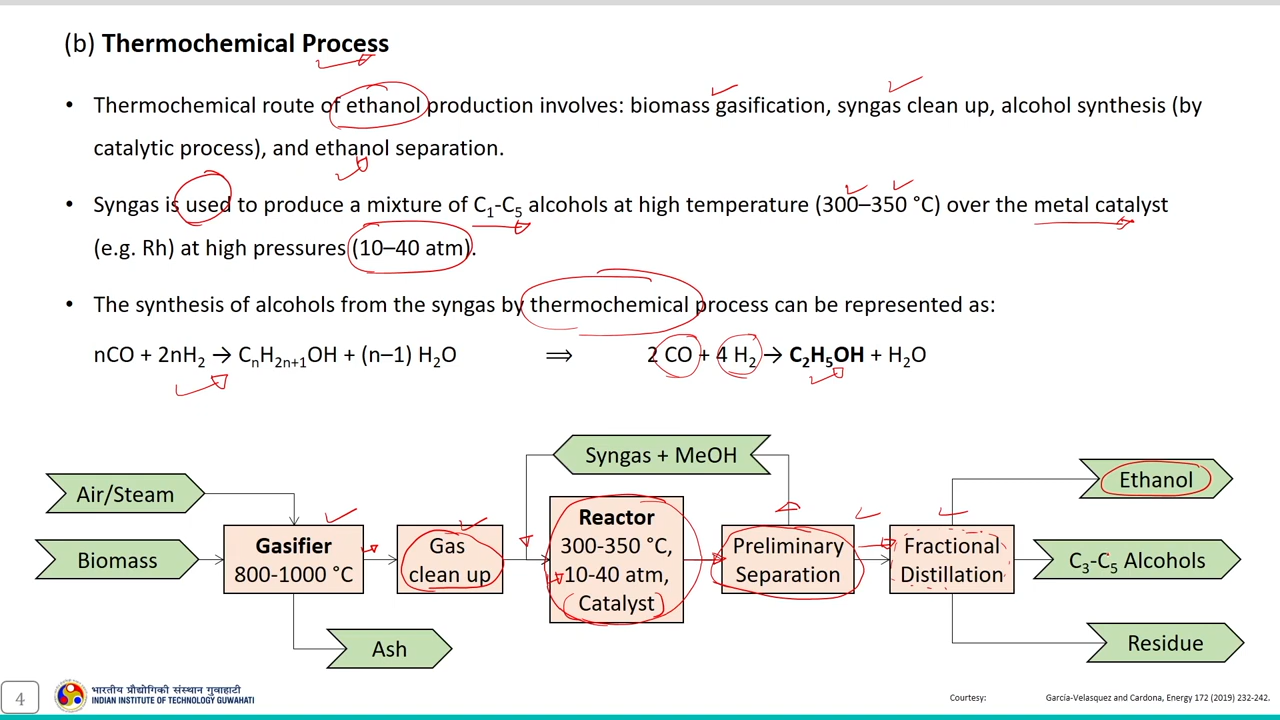 (b) Thermochemical Process
• Thermochemical route of ethanol production involves: biomass gasification, syngas clean up, alcohol synthesis (by
catalytic process), and ethanol separation.
• Syngas is used to produce a mixture of C₁-C₅ alcohols at high temperature (300–350 °C) over the metal catalyst
(e.g. Rh) at high pressures (10–40 atm).
• The synthesis of alcohols from the syngas by thermochemical process can be represented as:
nCO + 2nH₂ → CₙH₂ₙ₊₁OH + (n–1) H₂O ⟹ 2 CO + 4 H₂ → C₂H₅OH + H₂O
Syngas + MeOH
Air/Steam
Ethanol
Biomass
Gasifier
800-1000 °C
Gas
clean up
Reactor
300-350 °C,
10-40 atm,
Catalyst
Preliminary
Separation
Fractional
Distillation
C₃-C₅ Alcohols
Ash
Residue
4
भारतीय प्रौद्योगिकी संस्थान गुवाहाटी
INDIAN INSTITUTE OF TECHNOLOGY GUWAHATI
Courtesy: García-Velasquez and Cardona, Energy 172 (2019) 232-242.